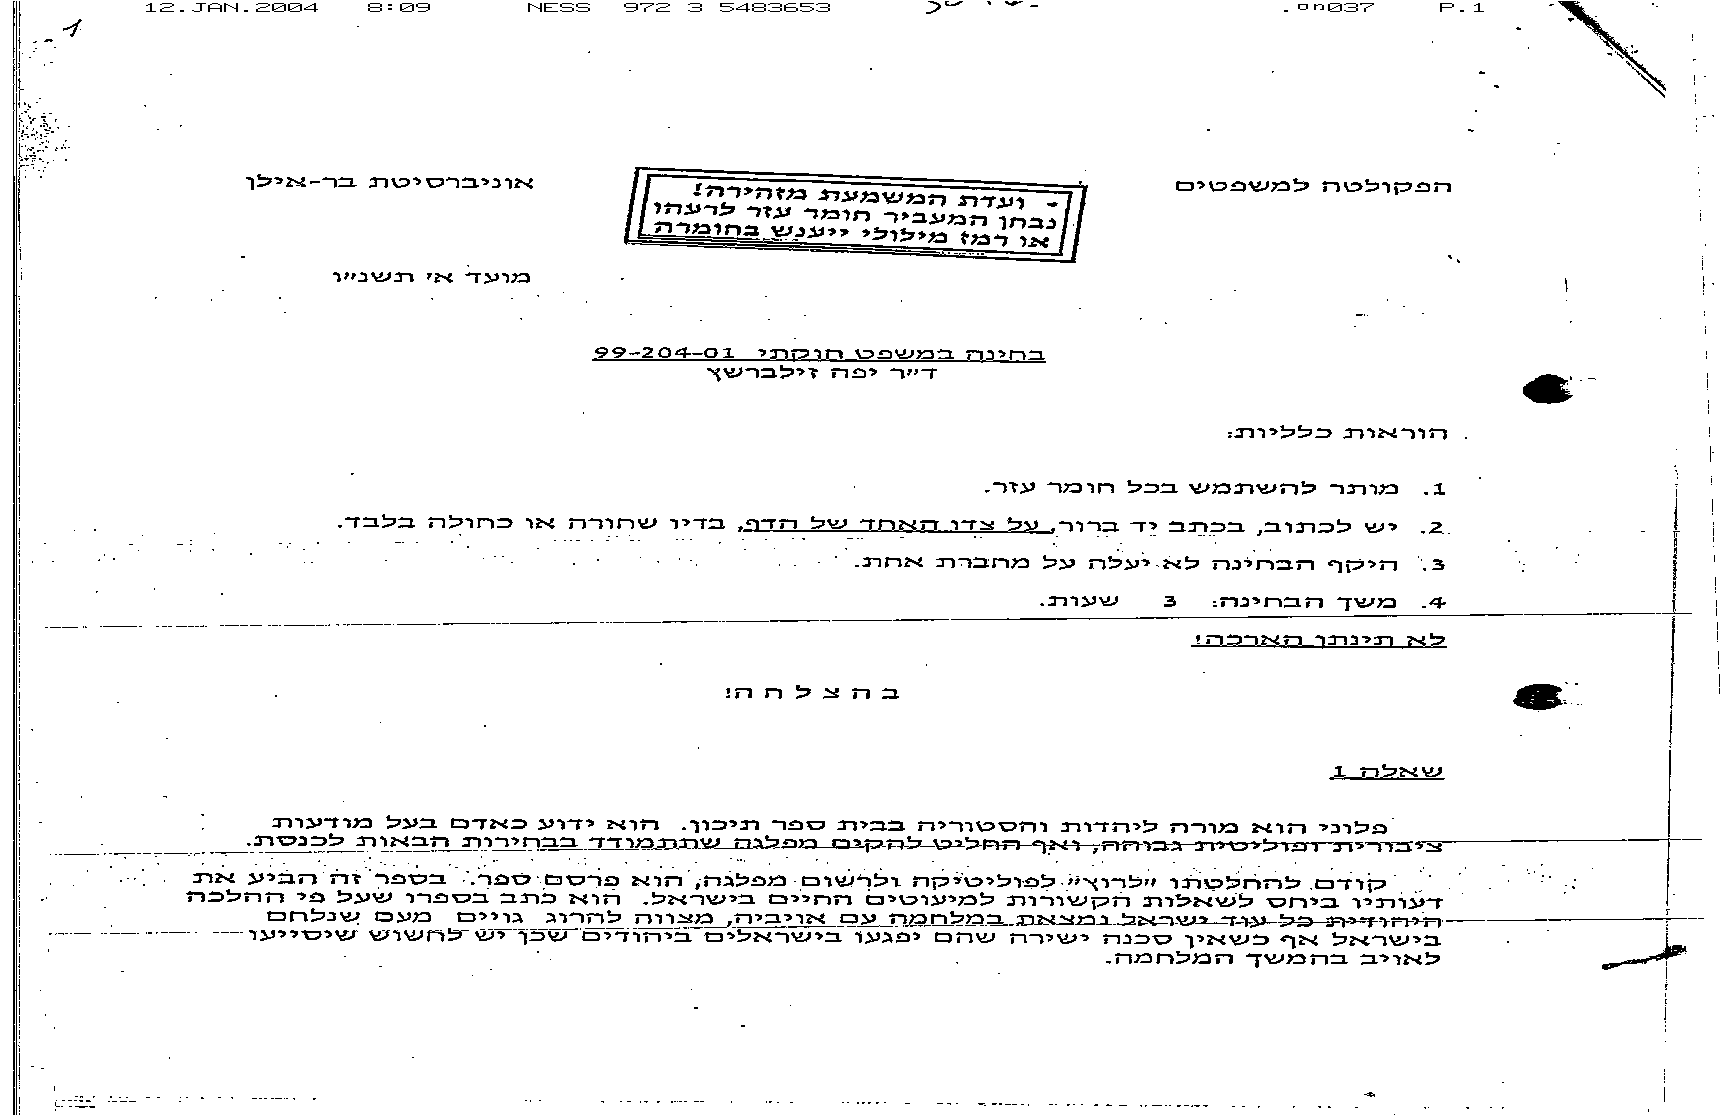 12.JAN.2004 8:09 NESS 972 3 5483653 P.1
הפקולטה למשפטים
אוניברסיטת בר-אילן
- ועדת המשמעת מזהירה!
נבחן המעביר חומר עזר לרעהו
או רמז מילולי ייענש בחומרה
מועד א' תשנ"ו
בחינה במשפט חוקתי 99-204-01
ד"ר יפה זילברשץ
הוראות כלליות:
1. מותר להשתמש בכל חומר עזר.
2. יש לכתוב, בכתב יד ברור, על צדו האחד של הדף, בדיו שחורה או כחולה בלבד.
3. היקף הבחינה לא יעלה על מחברת אחת.
4. משך הבחינה: 3 שעות.
לא תינתן הארכה!
ב ה צ ל ח ה!
שאלה 1
פלוני הוא מורה ליהדות והסטוריה בבית ספר תיכון. הוא ידוע כאדם בעל מודעות
ציבורית ופוליטית גבוהה, ואף החליט להקים מפלגה שתתמודד בבחירות הבאות לכנסת.
קודם להחלטתו "לרוץ" לפוליטיקה ולרשום מפלגה, הוא פרסם ספר. בספר זה הביע את
דעותיו ביחס לשאלות הקשורות למיעוטים החיים בישראל. הוא כתב בספרו שעל פי ההלכה
היהודית כל עוד ישראל נמצאת במלחמה עם אויביה, מצווה להרוג גויים מעם שנלחם
בישראל אף כשאין סכנה ישירה שהם יפגעו בישראלים ביהודים שכן יש לחשוש שיסייעו
לאויב בהמשך המלחמה.